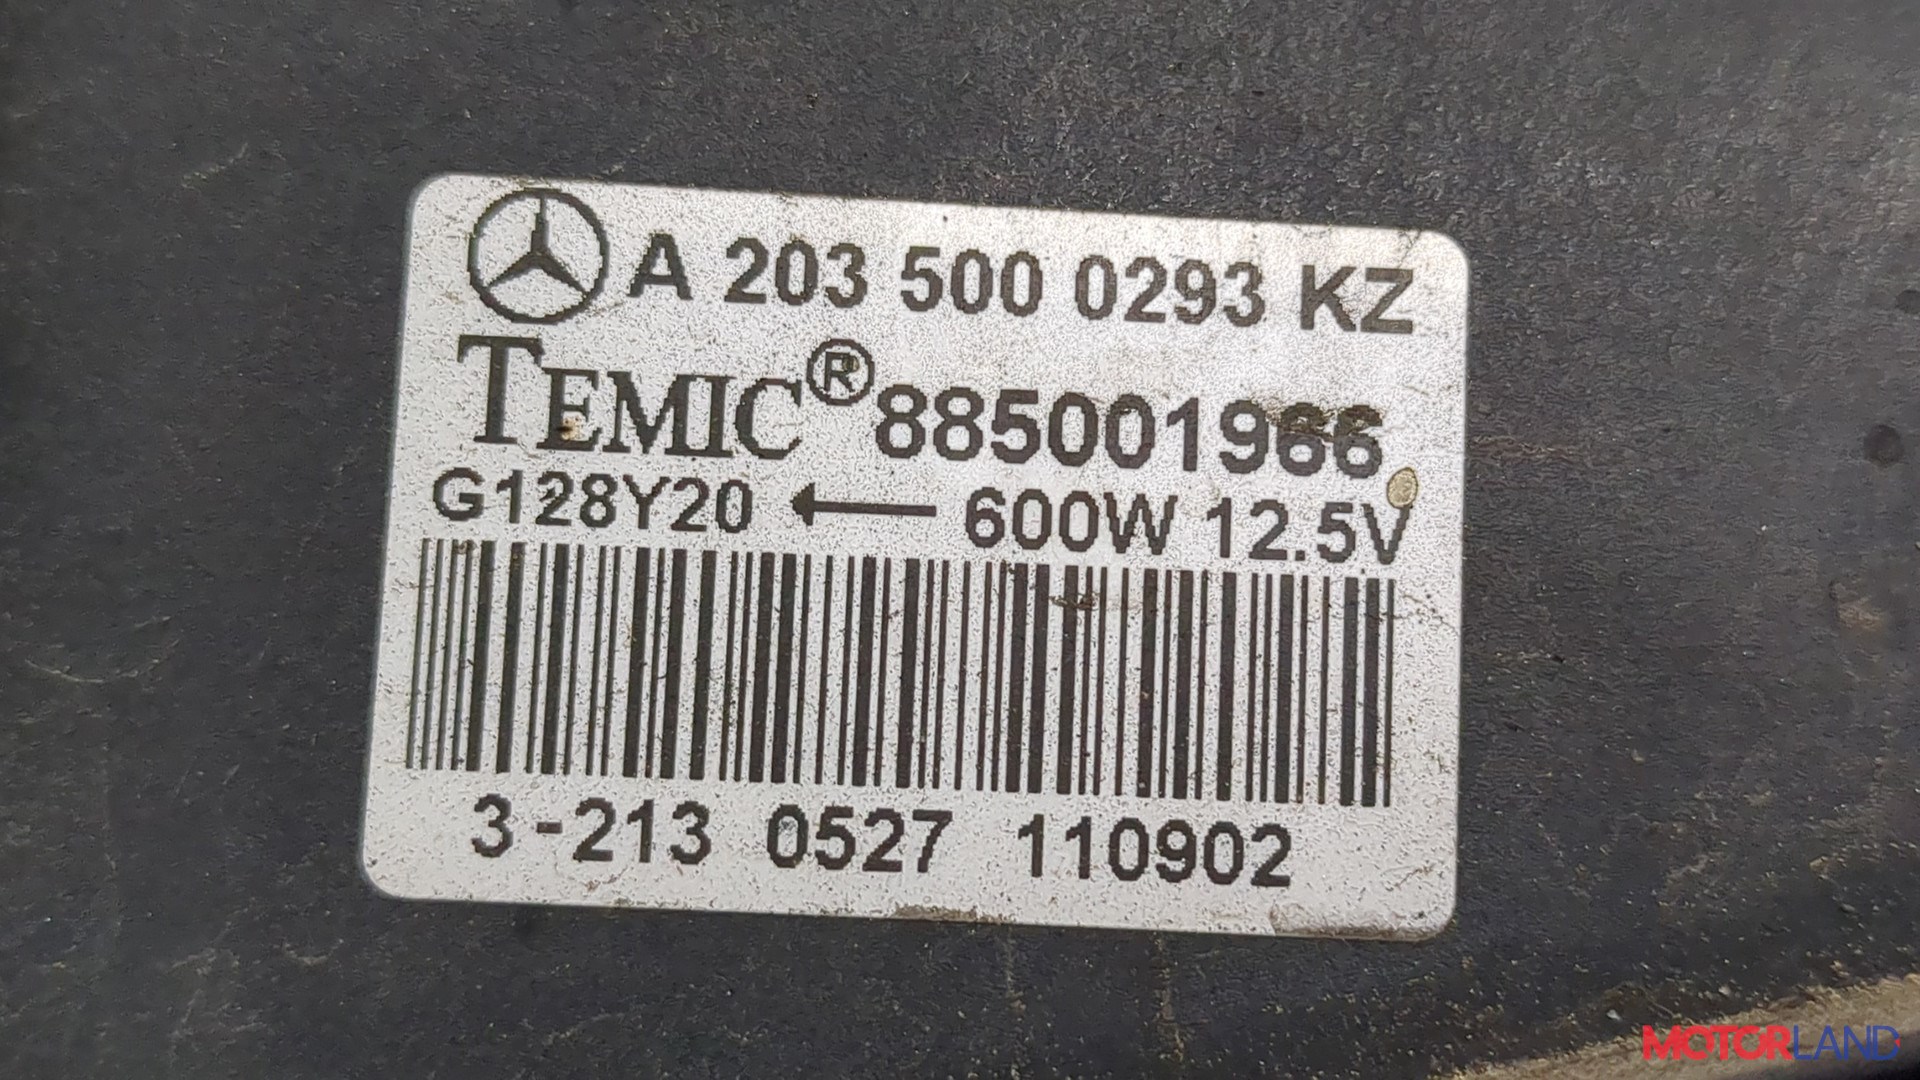 A 203 500 0293 KZ
TEMIC® 885001966
G128Y20 ← 600W 12.5V
3-213 0527 110902
MOTORLAND